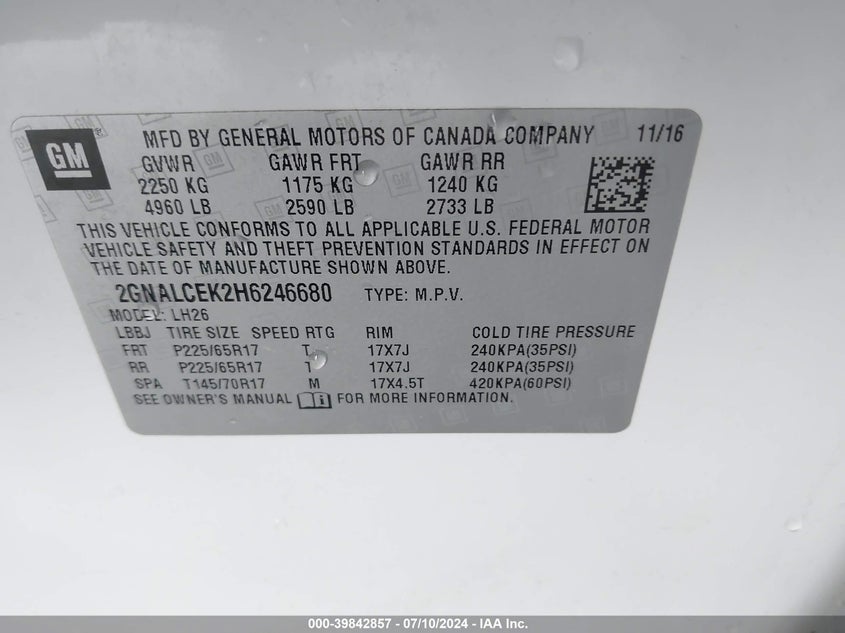 GM
MFD BY GENERAL MOTORS OF CANADA COMPANY 11/16
GVWR GAWR FRT GAWR RR
2250 KG 1175 KG 1240 KG
4960 LB 2590 LB 2733 LB
THIS VEHICLE CONFORMS TO ALL APPLICABLE U.S. FEDERAL MOTOR
VEHICLE SAFETY AND THEFT PREVENTION STANDARDS IN EFFECT ON
THE DATE OF MANUFACTURE SHOWN ABOVE.
2GNALCEK2H6246680 TYPE: M.P.V.
MODEL: LH26
LBBJ TIRE SIZE SPEED RTG RIM COLD TIRE PRESSURE
FRT P225/65R17 T 17X7J 240KPA(35PSI)
RR P225/65R17 T 17X7J 240KPA(35PSI)
SPA T145/70R17 M 17X4.5T 420KPA(60PSI)
SEE OWNER'S MANUAL i FOR MORE INFORMATION.
000-39842857 - 07/10/2024 - IAA Inc.